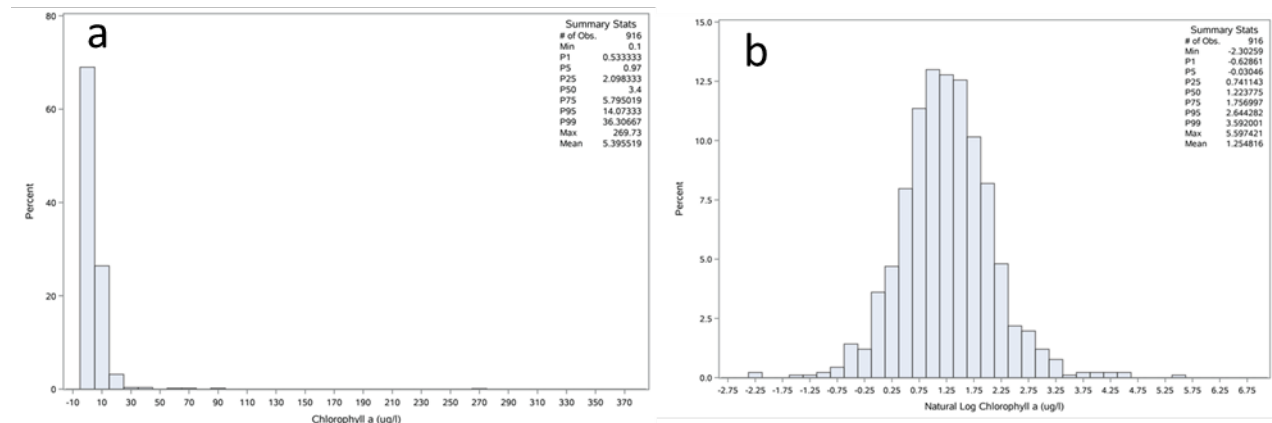 a
80
60
40
20
0
Percent
-10 10 30 50 70 90 110 130 150 170 190 210 230 250 270 290 310 330 350 370
Chlorophyll a (ug/l)
Summary Stats
# of Obs. 916
Min 0.1
P1 0.533333
P5 0.97
P25 2.098333
P50 3.4
P75 5.795019
P95 14.07333
P99 36.30667
Max 269.73
Mean 5.395519
b
15.0
12.5
10.0
7.5
5.0
2.5
0.0
Percent
-2.75 -2.25 -1.75 -1.25 -0.75 -0.25 0.25 0.75 1.25 1.75 2.25 2.75 3.25 3.75 4.25 4.75 5.25 5.75 6.25 6.75
Natural Log Chlorophyll a (ug/l)
Summary Stats
# of Obs. 916
Min -2.30259
P1 -0.62861
P5 -0.03046
P25 0.741143
P50 1.223775
P75 1.756997
P95 2.644282
P99 3.592001
Max 5.597421
Mean 1.254816